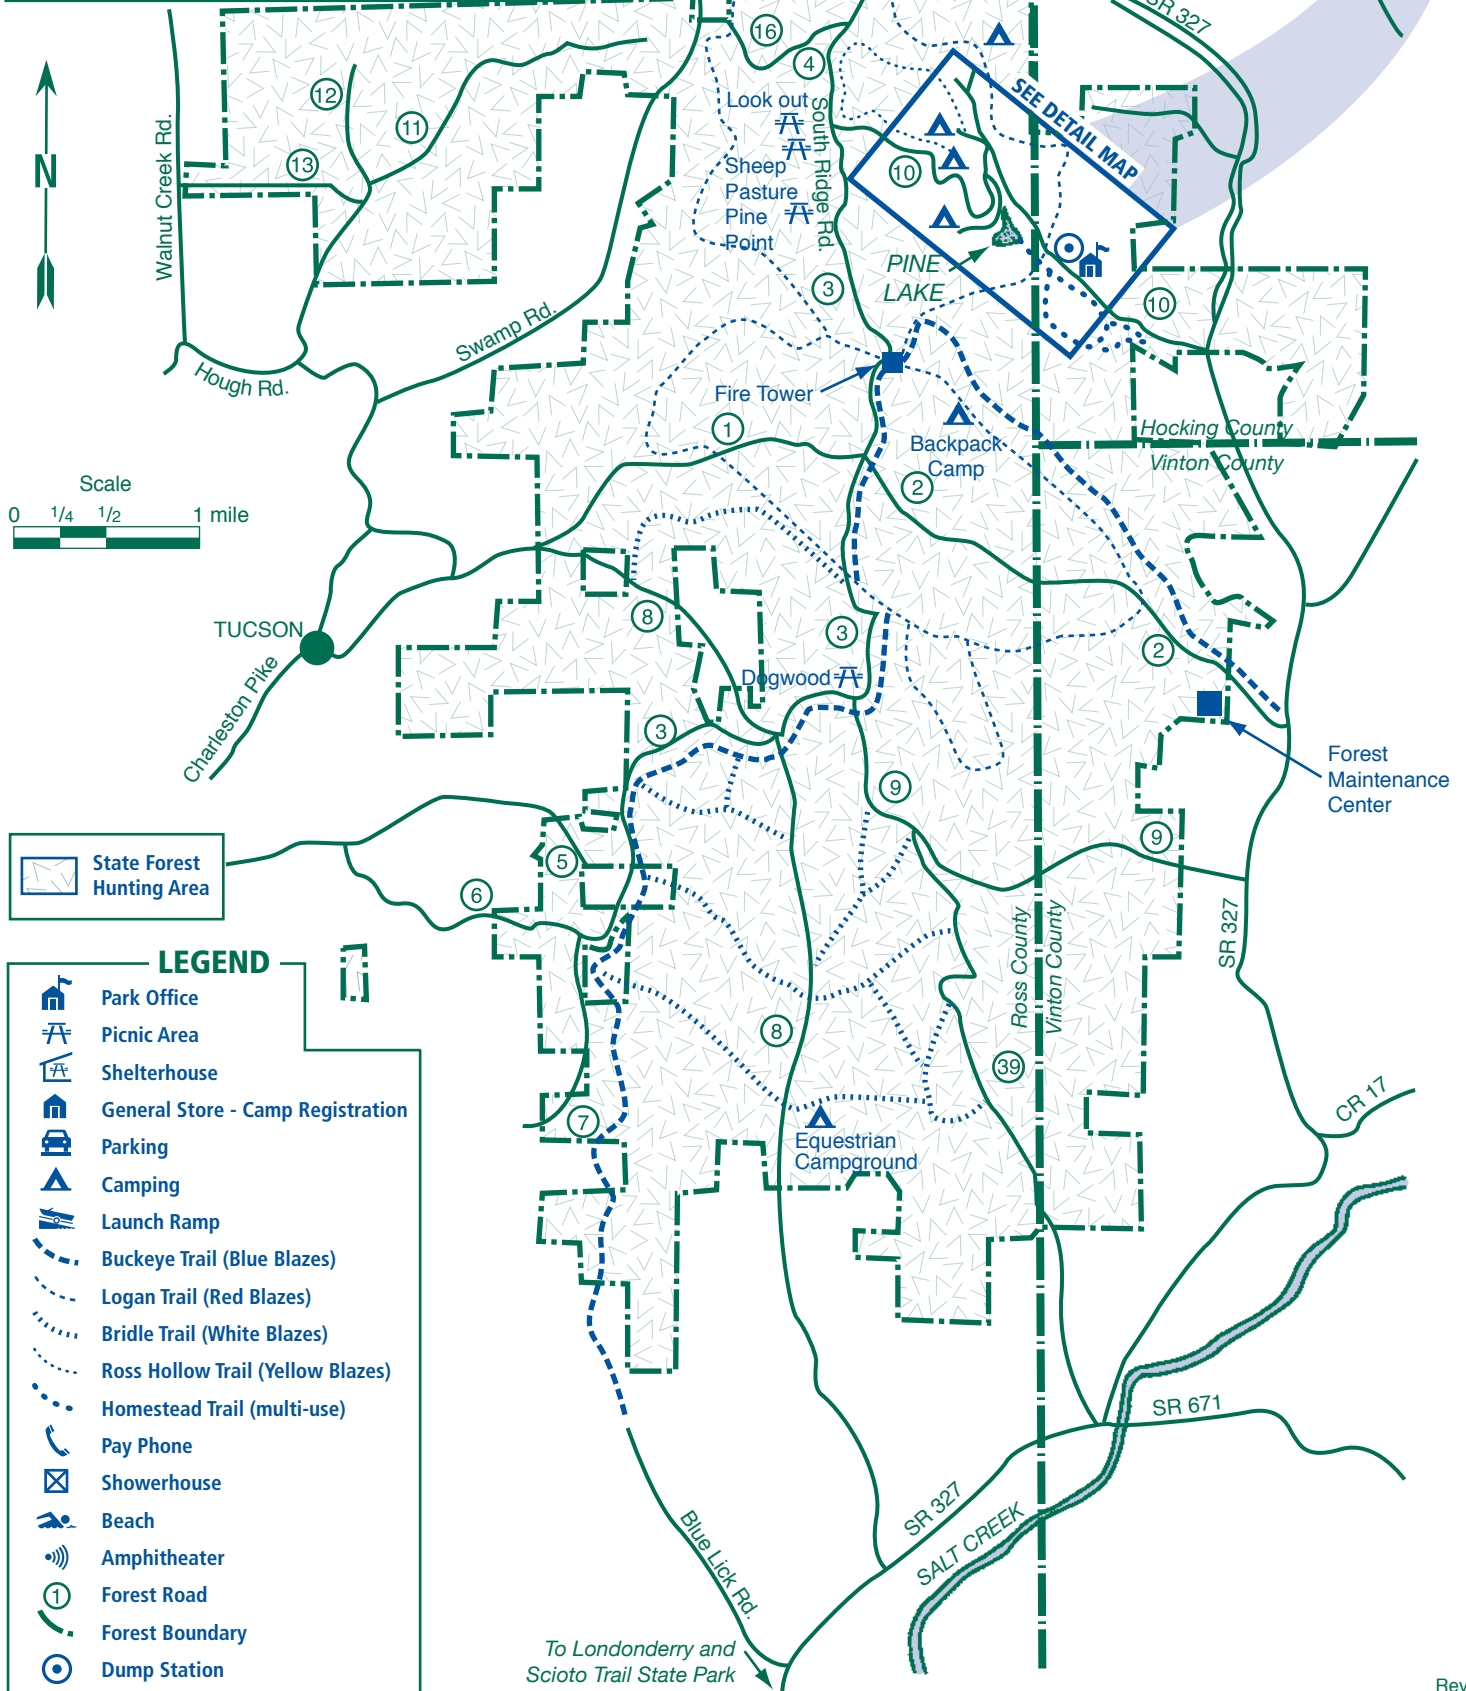 SR 327
16
4
12
11
13
Walnut Creek Rd.
N
Look out
South Ridge Rd.
SEE DETAIL MAP
10
Sheep
Pasture
Pine
Point
PINE
LAKE
3
10
Swamp Rd.
Hough Rd.
Fire Tower
1
Backpack
Camp
2
Hocking County
Vinton County
Scale
0 1/4 1/2 1 mile
TUCSON
Charleston Pike
8
3
Dogwood
2
3
9
Forest
Maintenance
Center
9
State Forest
Hunting Area
5
6
Ross County
Vinton County
SR 327
8
39
7
Equestrian
Campground
CR 17
LEGEND
Park Office
Picnic Area
Shelterhouse
General Store - Camp Registration
Parking
Camping
Launch Ramp
Buckeye Trail (Blue Blazes)
Logan Trail (Red Blazes)
Bridle Trail (White Blazes)
Ross Hollow Trail (Yellow Blazes)
Homestead Trail (multi-use)
Pay Phone
Showerhouse
Beach
Amphitheater
1 Forest Road
Forest Boundary
Dump Station
SR 671
SR 327
SALT CREEK
Blue Lick Rd.
To Londonderry and
Scioto Trail State Park
Rev